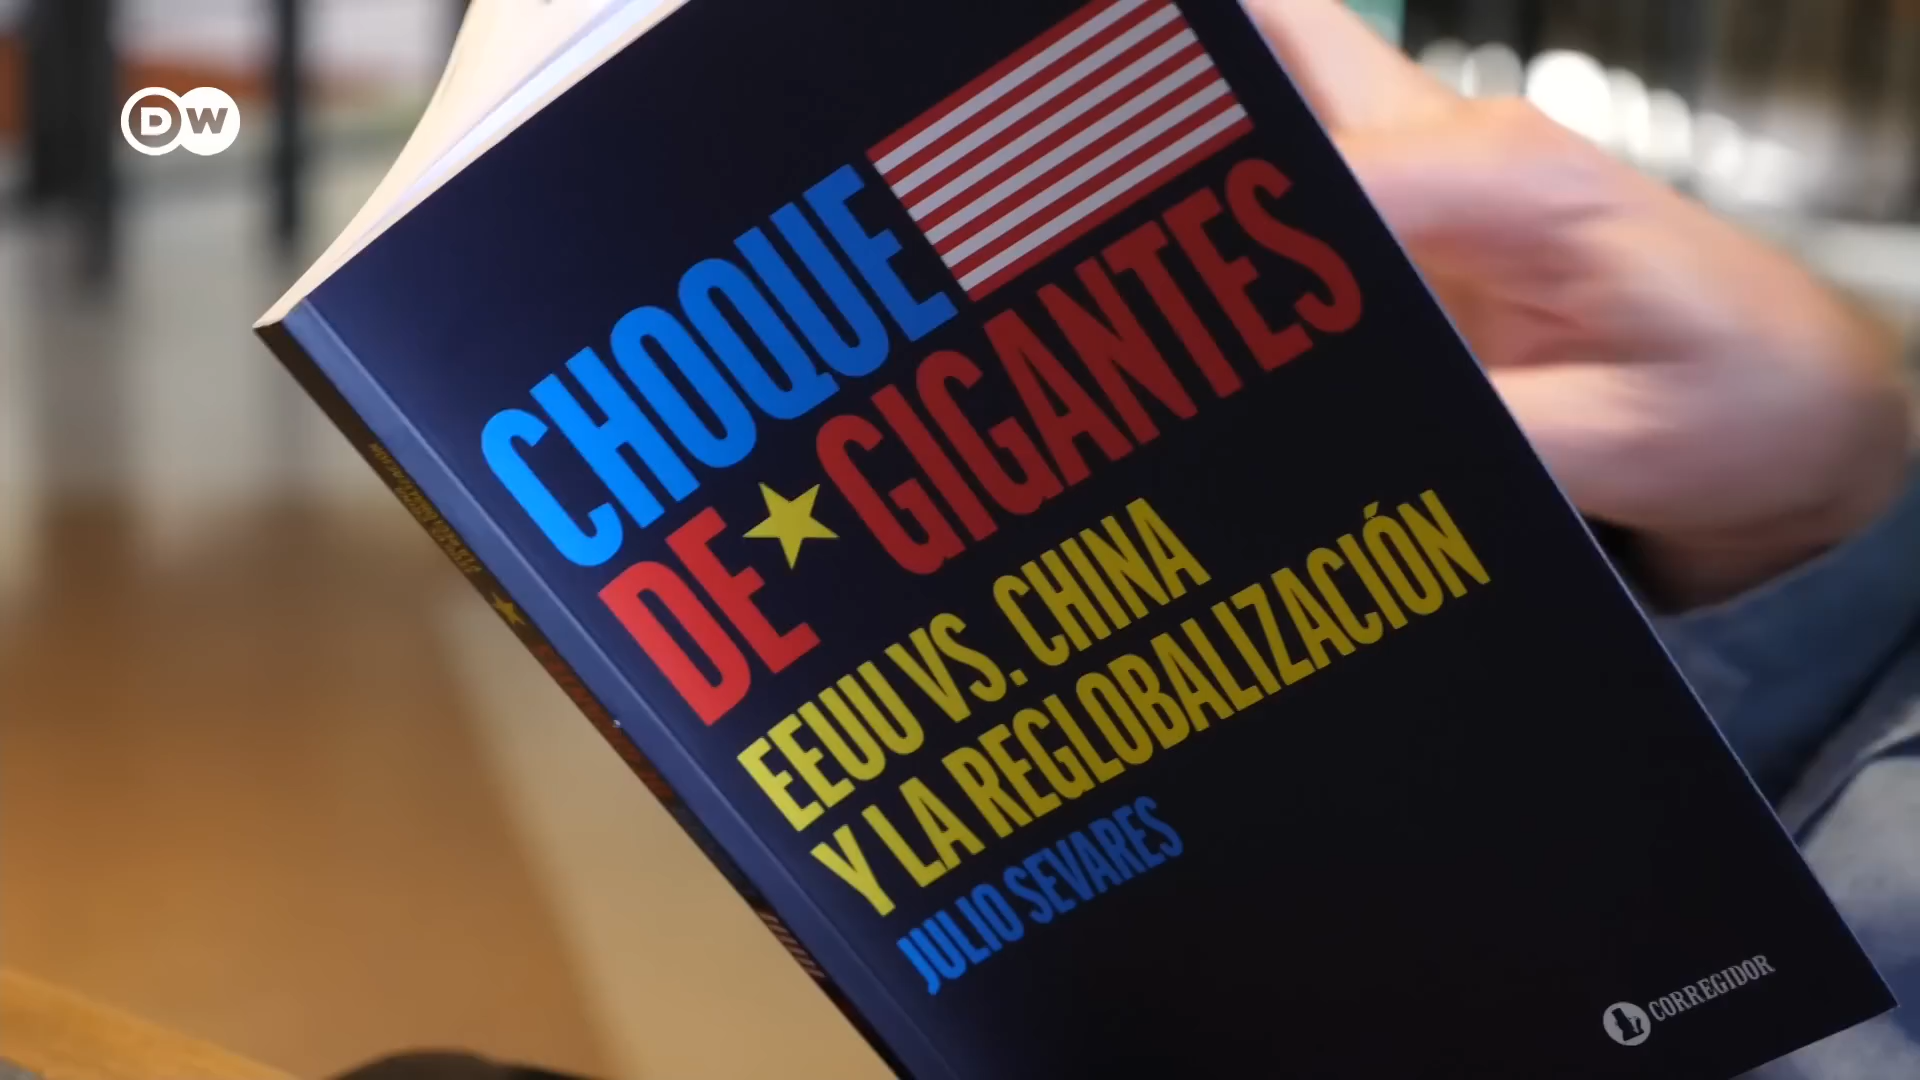 DW
CHOQUE
DE GIGANTES
EEUU VS. CHINA
Y LA REGLOBALIZACIÓN
JULIO SEVARES
CORREGIDOR